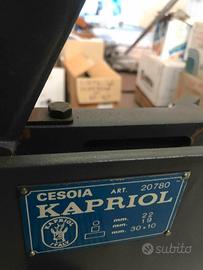 CESOIA ART. 20780
KAPRIOL
KAPRIOL
ITALY
mm. 22
mm. 19
mm. 30×10
subito